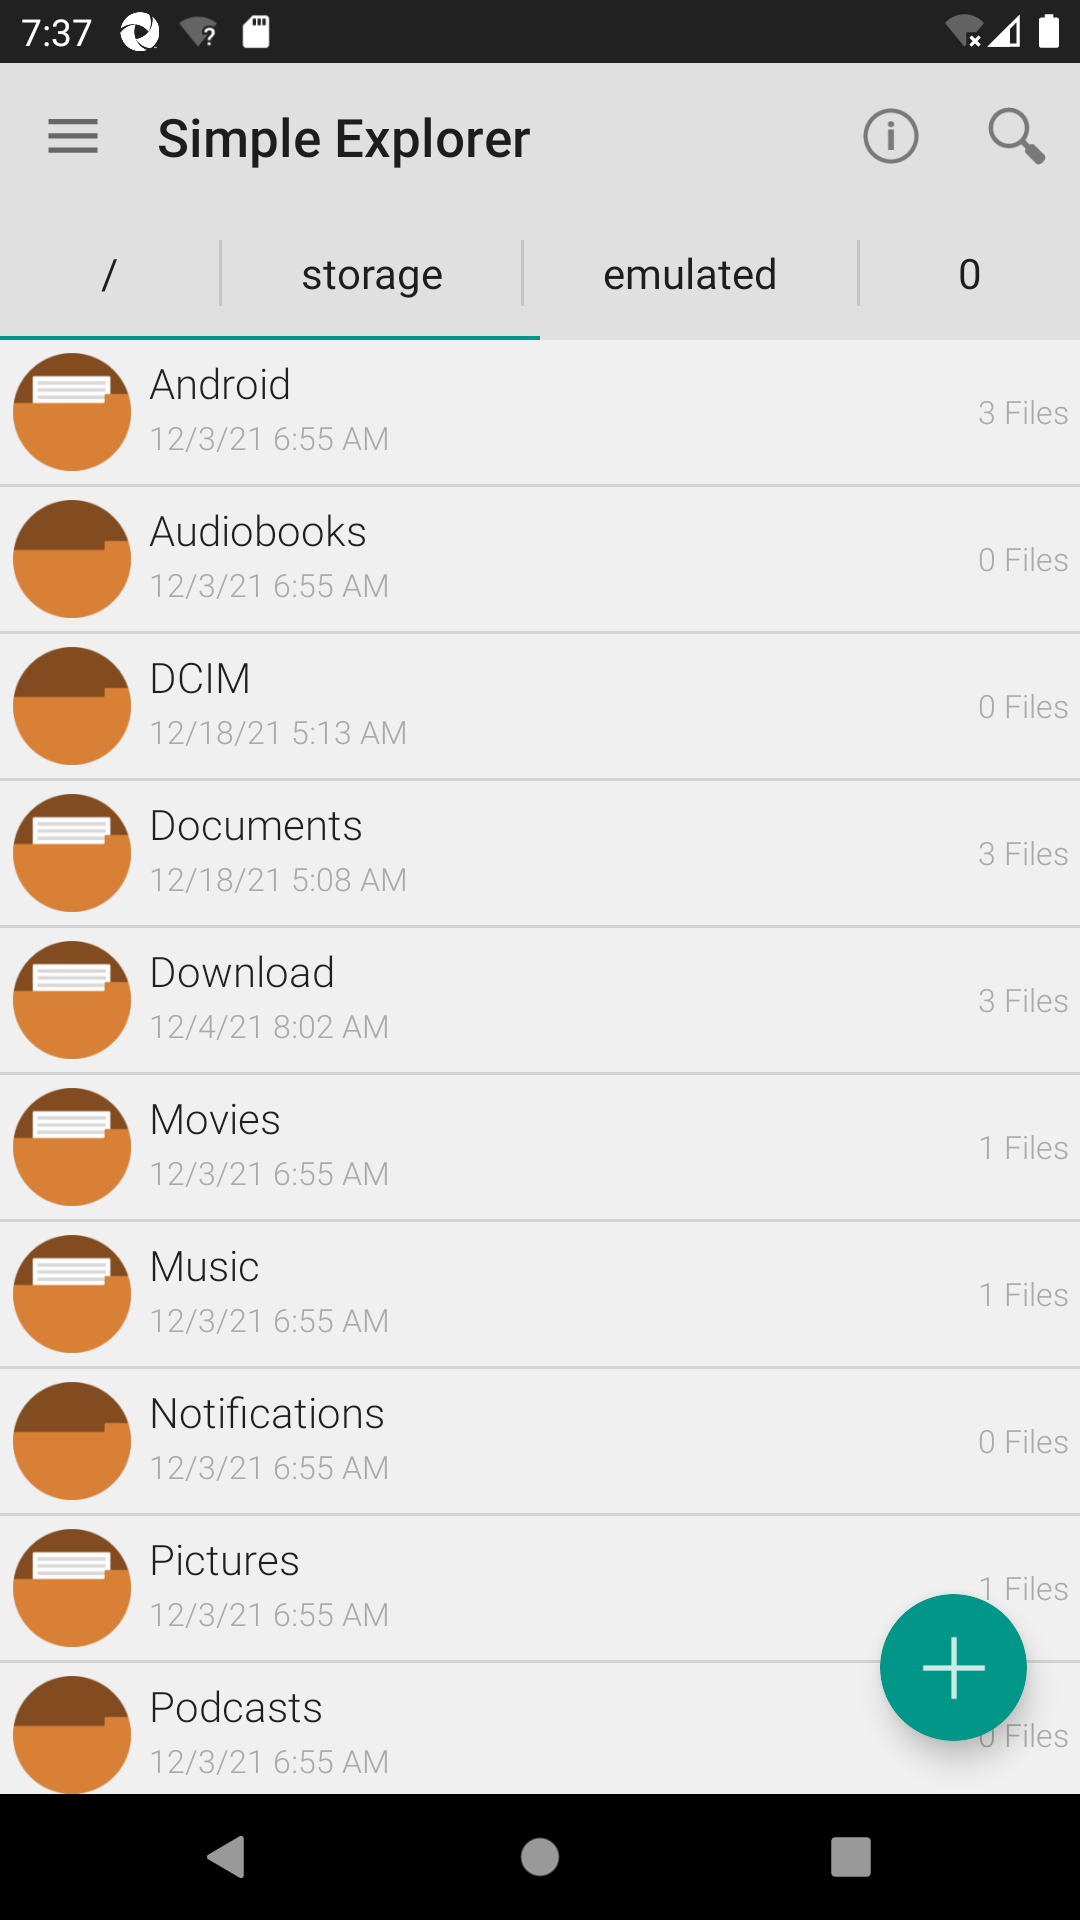 7:37
Simple Explorer
/ storage emulated 0
Android
12/3/21 6:55 AM
3 Files
Audiobooks
12/3/21 6:55 AM
0 Files
DCIM
12/18/21 5:13 AM
0 Files
Documents
12/18/21 5:08 AM
3 Files
Download
12/4/21 8:02 AM
3 Files
Movies
12/3/21 6:55 AM
1 Files
Music
12/3/21 6:55 AM
1 Files
Notifications
12/3/21 6:55 AM
0 Files
Pictures
12/3/21 6:55 AM
1 Files
Podcasts
12/3/21 6:55 AM
0 Files